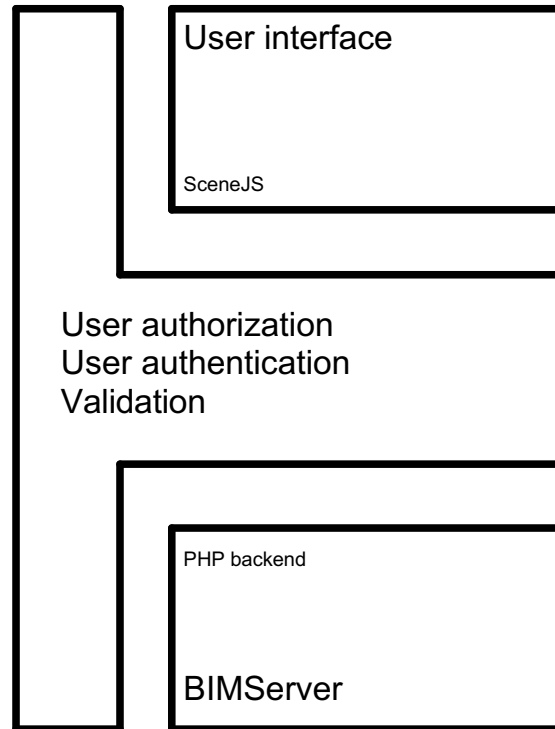 User interface
SceneJS
User authorization
User authentication
Validation
PHP backend
BIMServer